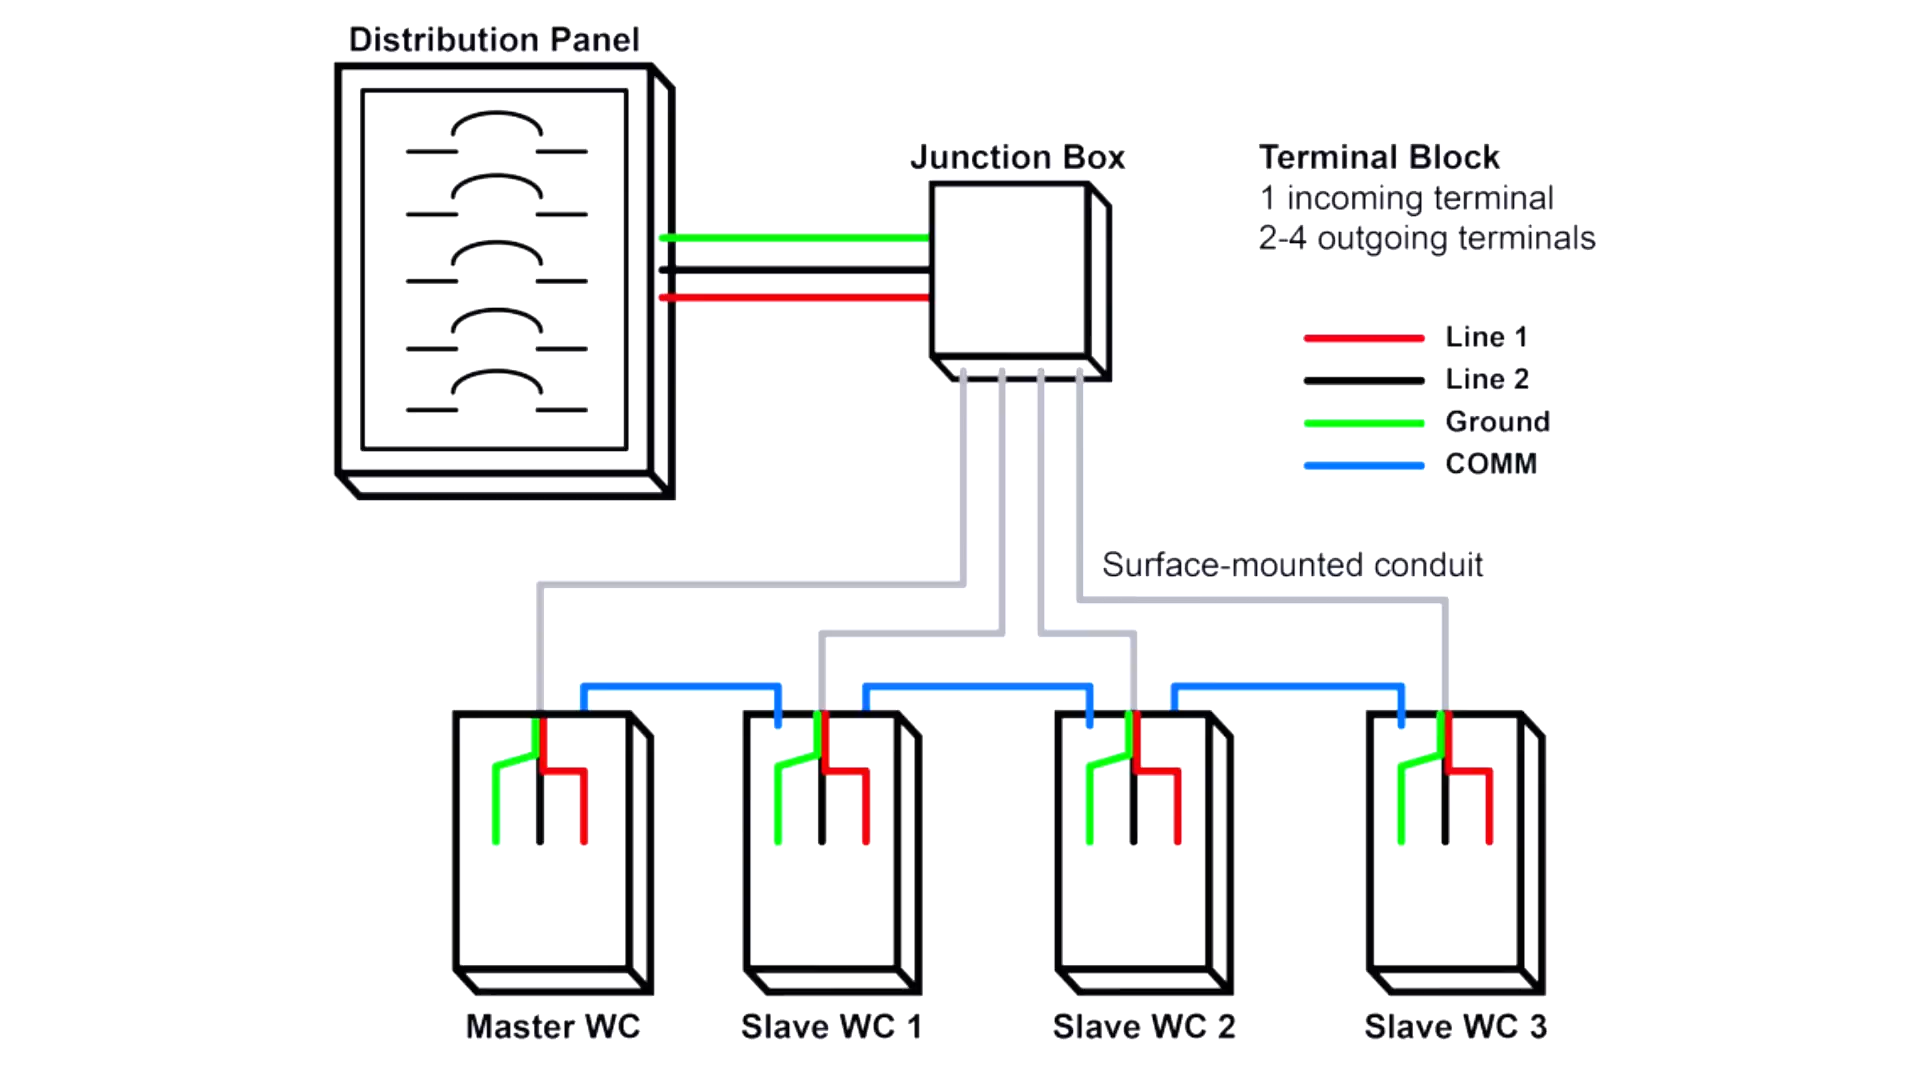 Distribution Panel
Junction Box
Terminal Block
1 incoming terminal
2-4 outgoing terminals
Line 1
Line 2
Ground
COMM
Surface-mounted conduit
Master WC
Slave WC 1
Slave WC 2
Slave WC 3